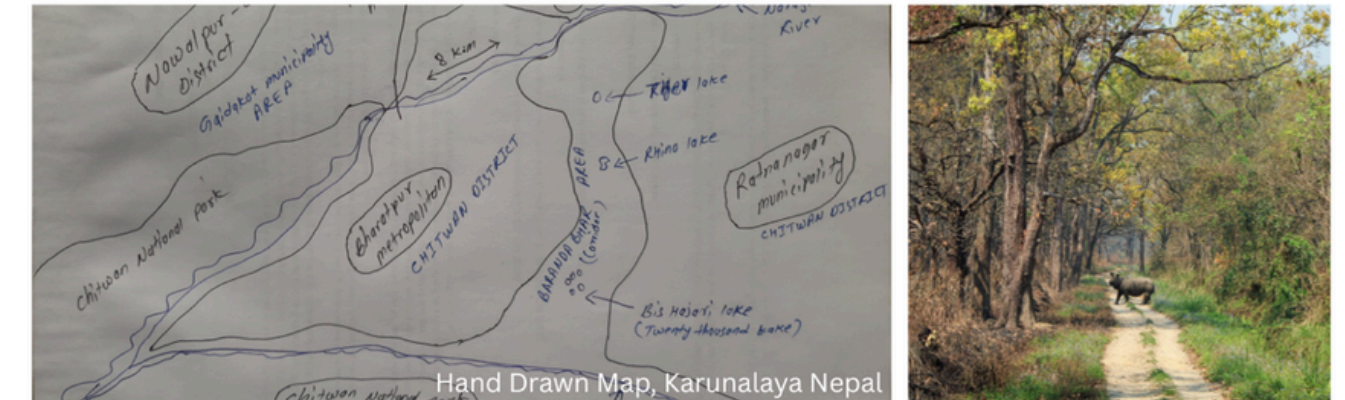 Nawalpur -
District
Gaidakot municipality
AREA
8 Km
River
Tiger lake
Rhino lake
Ratnanagar
municipality
CHITWAN DISTRICT
Bharatpur
metropolitan
CHITWAN DISTRICT
BARANDA BHAR AREA
(Corridor)
Chitwan National park
Bis Hajari lake
(Twenty thousand lake)
Chitwan National
Hand Drawn Map, Karunalaya Nepal